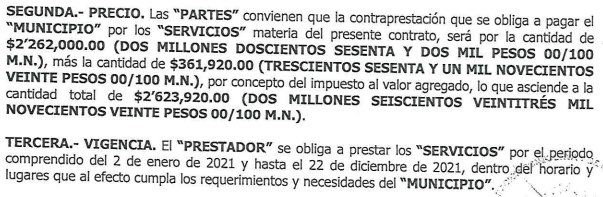 SEGUNDA.- PRECIO. Las "PARTES" convienen que la contraprestación que se obliga a pagar el
"MUNICIPIO" por los "SERVICIOS" materia del presente contrato, será por la cantidad de
$2'262,000.00 (DOS MILLONES DOSCIENTOS SESENTA Y DOS MIL PESOS 00/100
M.N.), más la cantidad de $361,920.00 (TRESCIENTOS SESENTA Y UN MIL NOVECIENTOS
VEINTE PESOS 00/100 M.N.), por concepto del impuesto al valor agregado, lo que asciende a la
cantidad total de $2'623,920.00 (DOS MILLONES SEISCIENTOS VEINTITRÉS MIL
NOVECIENTOS VEINTE PESOS 00/100 M.N.).
TERCERA.- VIGENCIA. El "PRESTADOR" se obliga a prestar los "SERVICIOS" por el periodo
comprendido del 2 de enero de 2021 y hasta el 22 de diciembre de 2021, dentro del horario y
lugares que al efecto cumpla los requerimientos y necesidades del "MUNICIPIO".